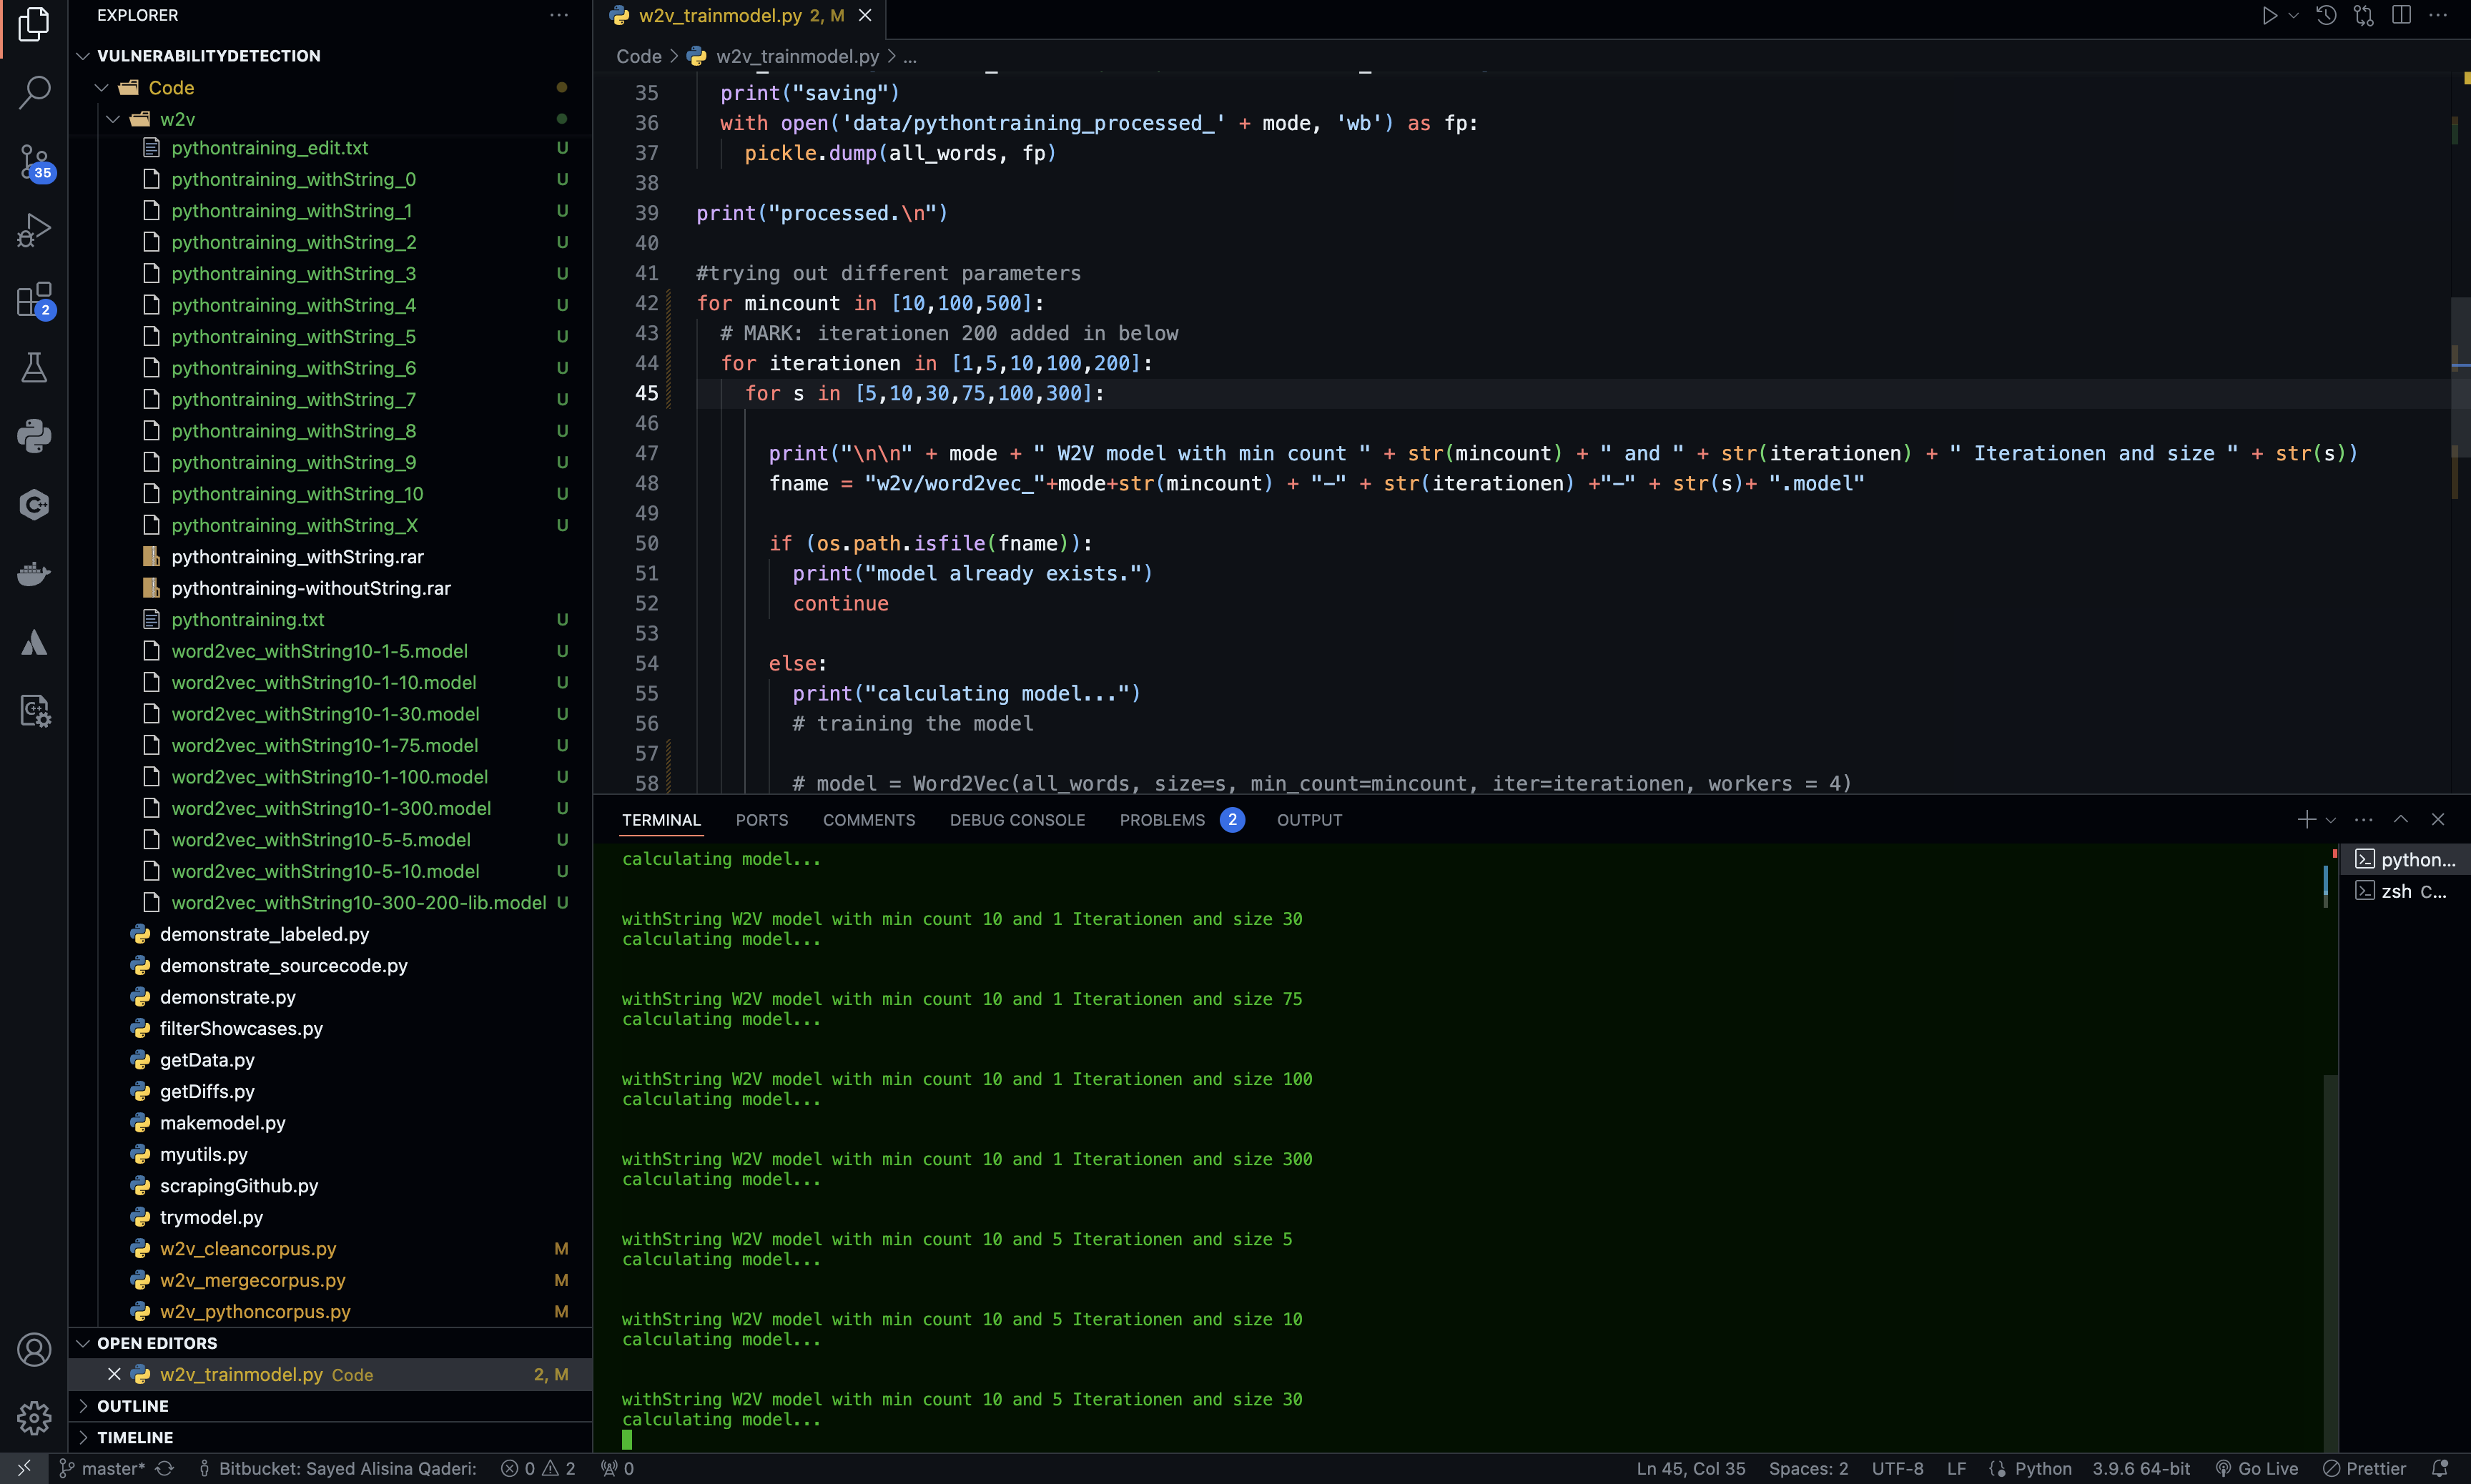 EXPLORER
VULNERABILITYDETECTION
Code
w2v
pythontraining_edit.txt U
pythontraining_withString_0 U
pythontraining_withString_1 U
pythontraining_withString_2 U
pythontraining_withString_3 U
pythontraining_withString_4 U
pythontraining_withString_5 U
pythontraining_withString_6 U
pythontraining_withString_7 U
pythontraining_withString_8 U
pythontraining_withString_9 U
pythontraining_withString_10 U
pythontraining_withString_X U
pythontraining_withString.rar
pythontraining-withoutString.rar
pythontraining.txt U
word2vec_withString10-1-5.model U
word2vec_withString10-1-10.model U
word2vec_withString10-1-30.model U
word2vec_withString10-1-75.model U
word2vec_withString10-1-100.model U
word2vec_withString10-1-300.model U
word2vec_withString10-5-5.model U
word2vec_withString10-5-10.model U
word2vec_withString10-300-200-lib.model U
demonstrate_labeled.py
demonstrate_sourcecode.py
demonstrate.py
filterShowcases.py
getData.py
getDiffs.py
makemodel.py
myutils.py
scrapingGithub.py
trymodel.py
w2v_cleancorpus.py M
w2v_mergecorpus.py M
w2v_pythoncorpus.py M
OPEN EDITORS
w2v_trainmodel.py Code 2, M
OUTLINE
TIMELINE
35
2
w2v_trainmodel.py 2, M
Code > w2v_trainmodel.py > ...
35 print("saving")
36 with open('data/pythontraining_processed_' + mode, 'wb') as fp:
37 pickle.dump(all_words, fp)
38
39 print("processed.\n")
40
41 #trying out different parameters
42 for mincount in [10,100,500]:
43 # MARK: iterationen 200 added in below
44 for iterationen in [1,5,10,100,200]:
45 for s in [5,10,30,75,100,300]:
46
47 print("\n\n" + mode + " W2V model with min count " + str(mincount) + " and " + str(iterationen) + " Iterationen and size " + str(s))
48 fname = "w2v/word2vec_"+mode+str(mincount) + "-" + str(iterationen) +"-" + str(s)+ ".model"
49
50 if (os.path.isfile(fname)):
51 print("model already exists.")
52 continue
53
54 else:
55 print("calculating model...")
56 # training the model
57
58 # model = Word2Vec(all_words, size=s, min_count=mincount, iter=iterationen, workers = 4)
TERMINAL PORTS COMMENTS DEBUG CONSOLE PROBLEMS 2 OUTPUT
calculating model...
withString W2V model with min count 10 and 1 Iterationen and size 30
calculating model...
withString W2V model with min count 10 and 1 Iterationen and size 75
calculating model...
withString W2V model with min count 10 and 1 Iterationen and size 100
calculating model...
withString W2V model with min count 10 and 1 Iterationen and size 300
calculating model...
withString W2V model with min count 10 and 5 Iterationen and size 5
calculating model...
withString W2V model with min count 10 and 5 Iterationen and size 10
calculating model...
withString W2V model with min count 10 and 5 Iterationen and size 30
calculating model...
python...
zsh C...
master* Bitbucket: Sayed Alisina Qaderi: 0 2 0 Ln 45, Col 35 Spaces: 2 UTF-8 LF Python 3.9.6 64-bit Go Live Prettier